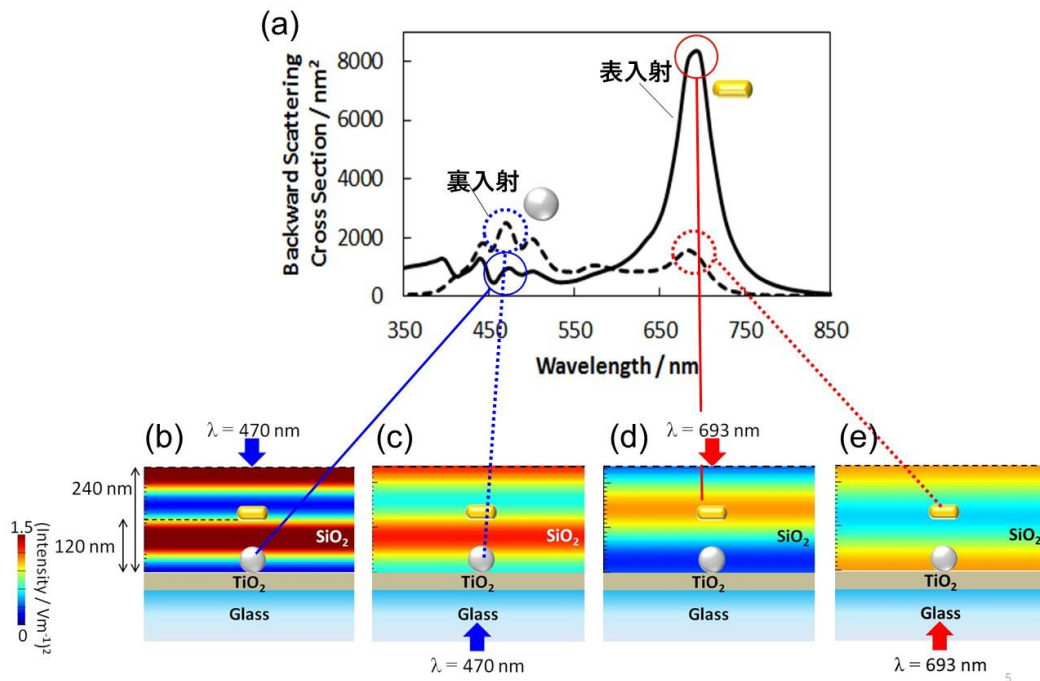 (a)
Backward Scattering
Cross Section / nm²
8000
6000
4000
2000
0
表入射
裏入射
350 450 550 650 750 850
Wavelength / nm
(b)
λ = 470 nm
(c)
(d)
λ = 693 nm
(e)
240 nm
120 nm
1.5
0
(Intensity / Vm⁻¹)²
SiO₂
TiO₂
Glass
SiO₂
TiO₂
Glass
λ = 470 nm
SiO₂
TiO₂
Glass
SiO₂
TiO₂
Glass
λ = 693 nm
5